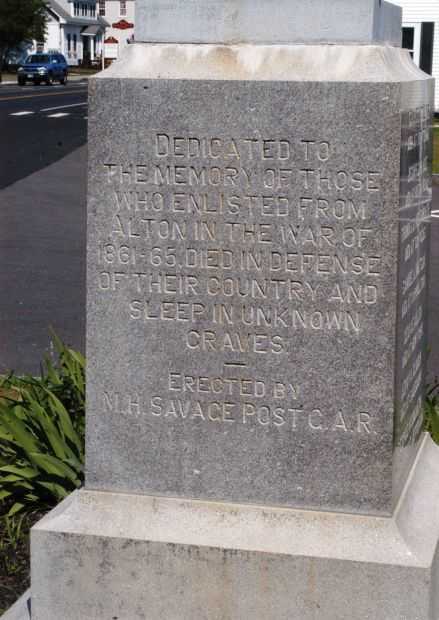 DEDICATED TO
THE MEMORY OF THOSE
WHO ENLISTED FROM
ALTON IN THE WAR OF
1861-65, DIED IN DEFENSE
OF THEIR COUNTRY AND
SLEEP IN UNKNOWN
GRAVES
ERECTED BY
M.H. SAVAGE POST G.A.R.